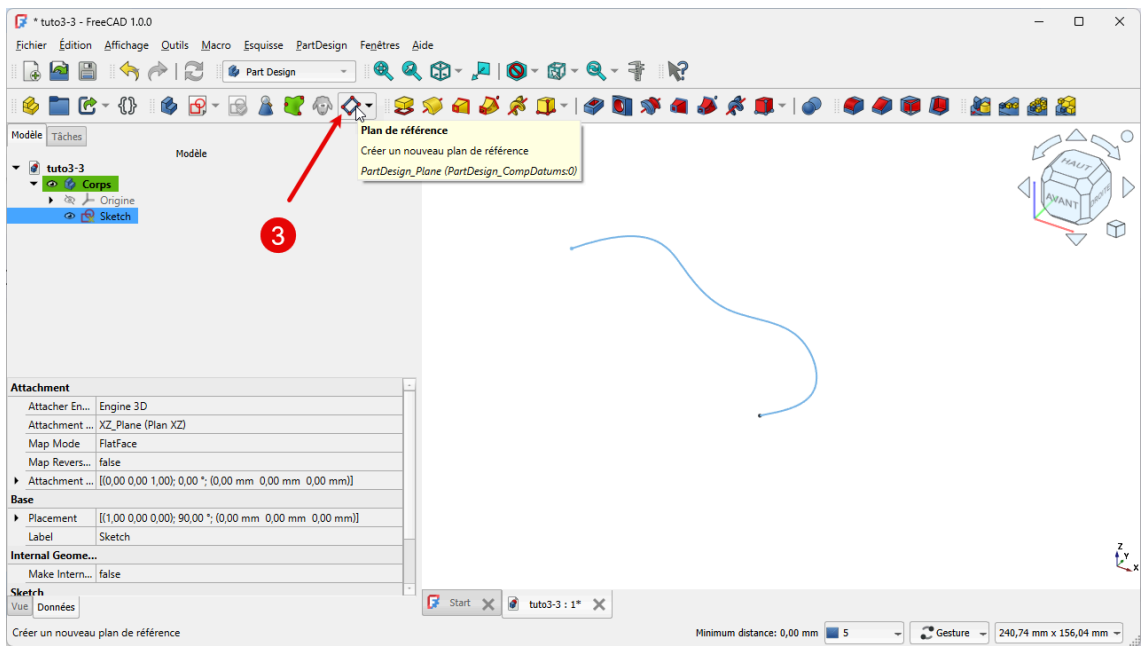 * tuto3-3 - FreeCAD 1.0.0
Fichier Édition Affichage Outils Macro Esquisse PartDesign Fenêtres Aide
Part Design
Modèle Tâches
Plan de référence
Modèle
Créer un nouveau plan de référence
tuto3-3
PartDesign_Plane (PartDesign_CompDatums:0)
Corps
Origine
Sketch
3
HAUT
AVANT
DROITE
Attachment
Attacher En... Engine 3D
Attachment ... XZ_Plane (Plan XZ)
Map Mode FlatFace
Map Revers... false
Attachment ... [(0,00 0,00 1,00); 0,00 °; (0,00 mm 0,00 mm 0,00 mm)]
Base
Placement [(1,00 0,00 0,00); 90,00 °; (0,00 mm 0,00 mm 0,00 mm)]
Label Sketch
Internal Geome...
Make Intern... false
Sketch
Z
Y
X
Vue Données
Start tuto3-3 : 1*
Créer un nouveau plan de référence
Minimum distance: 0,00 mm 5 Gesture 240,74 mm x 156,04 mm